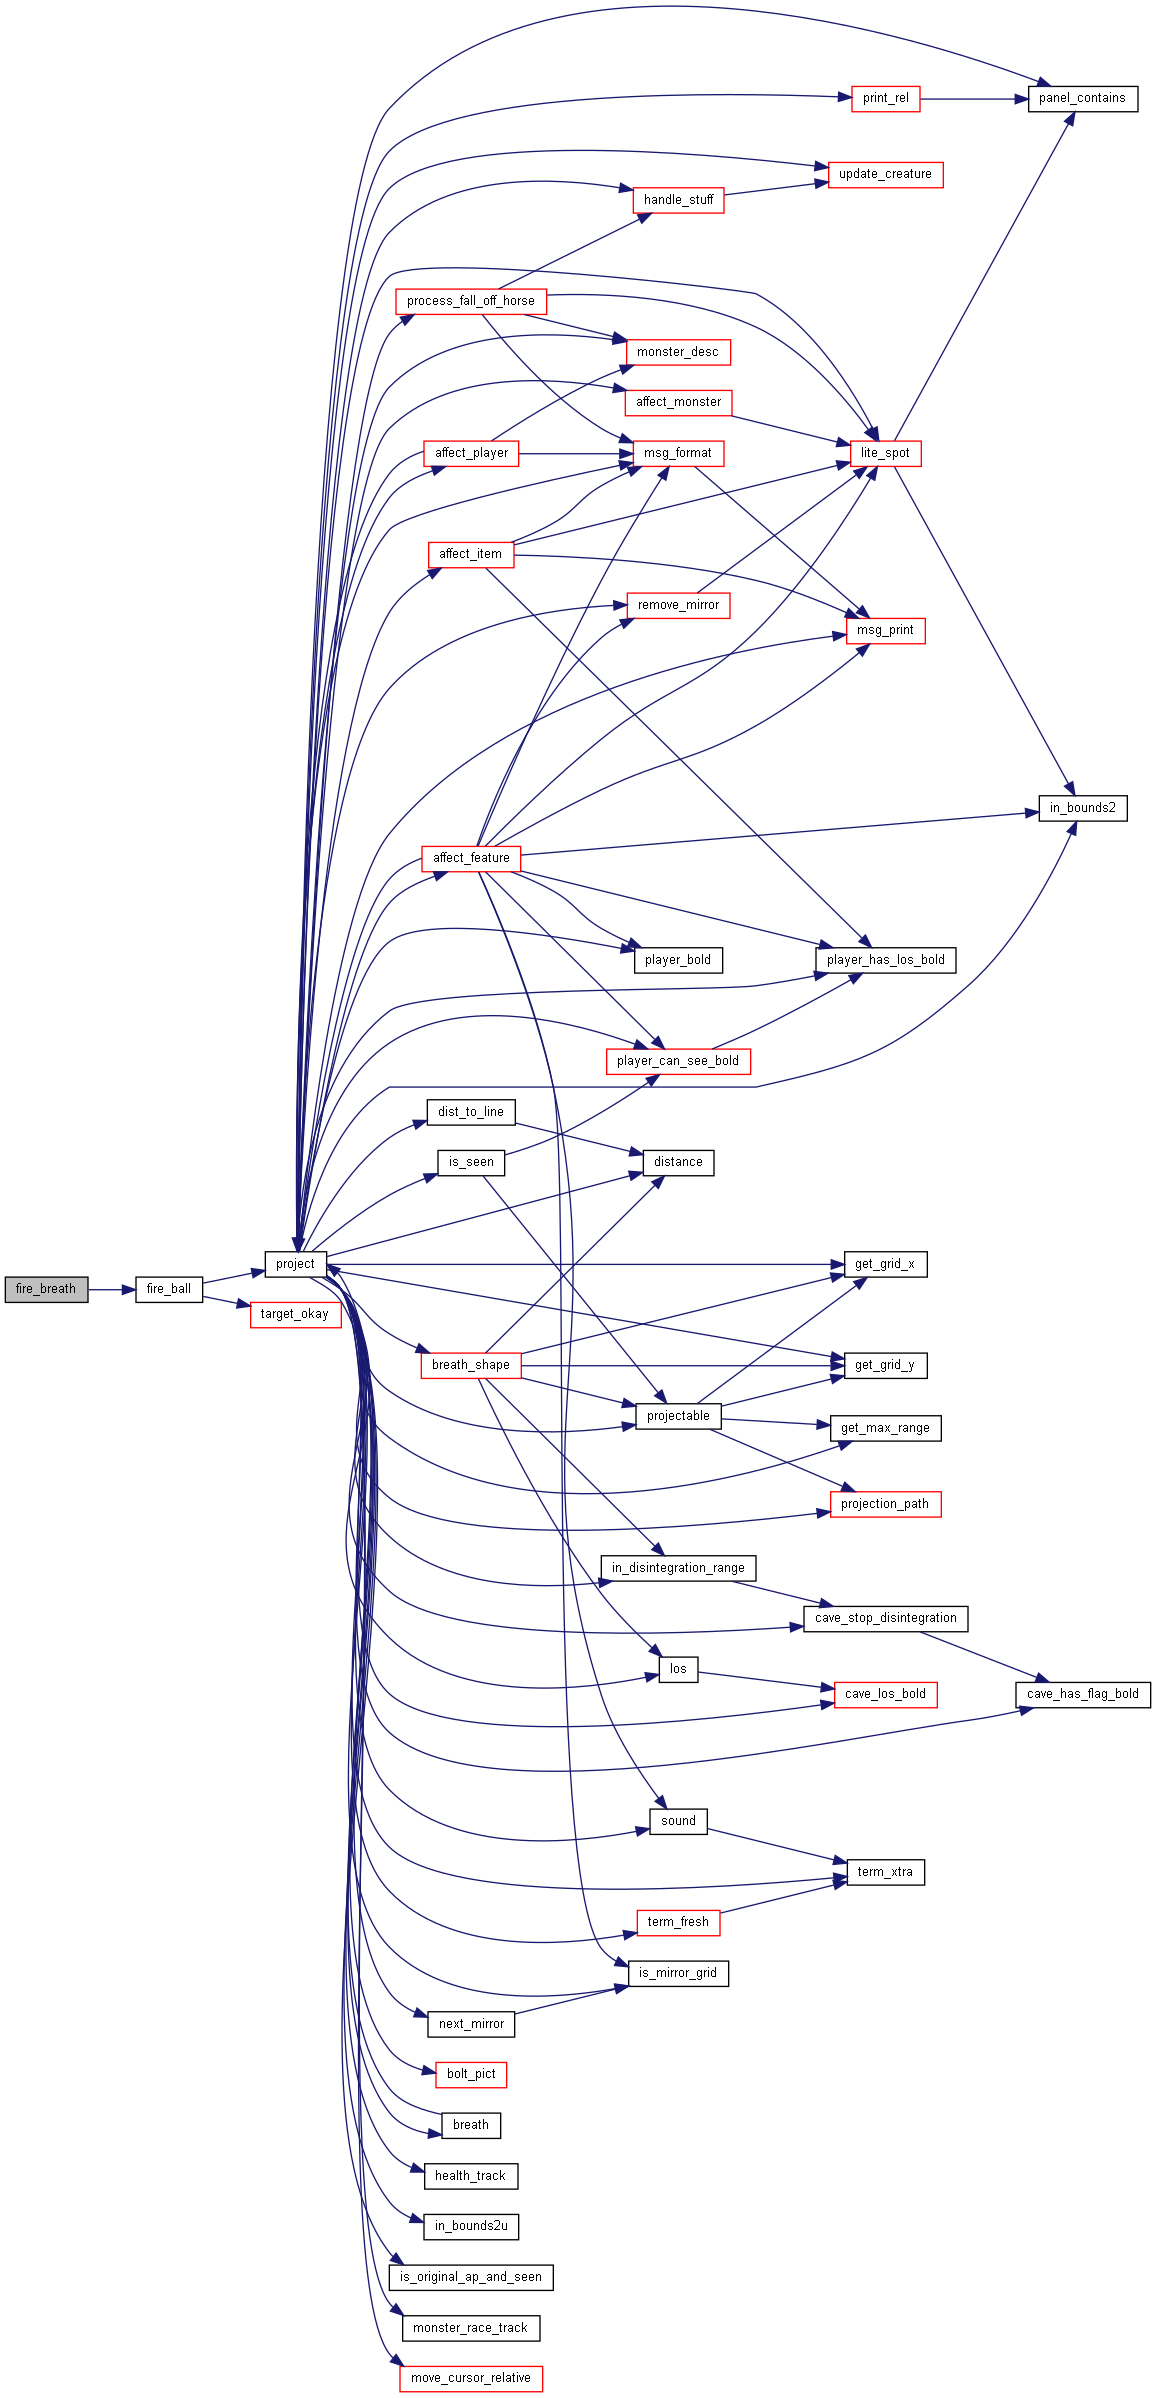 panel_contains
print_rel
update_creature
handle_stuff
process_fall_off_horse
monster_desc
affect_monster
affect_player
msg_format
lite_spot
affect_item
remove_mirror
msg_print
in_bounds2
affect_feature
player_bold
player_has_los_bold
player_can_see_bold
dist_to_line
is_seen
distance
project
get_grid_x
fire_breath
fire_ball
target_okay
breath_shape
get_grid_y
projectable
get_max_range
projection_path
in_disintegration_range
cave_stop_disintegration
los
cave_los_bold
cave_has_flag_bold
sound
term_xtra
term_fresh
is_mirror_grid
next_mirror
bolt_pict
breath
health_track
in_bounds2u
is_original_ap_and_seen
monster_race_track
move_cursor_relative